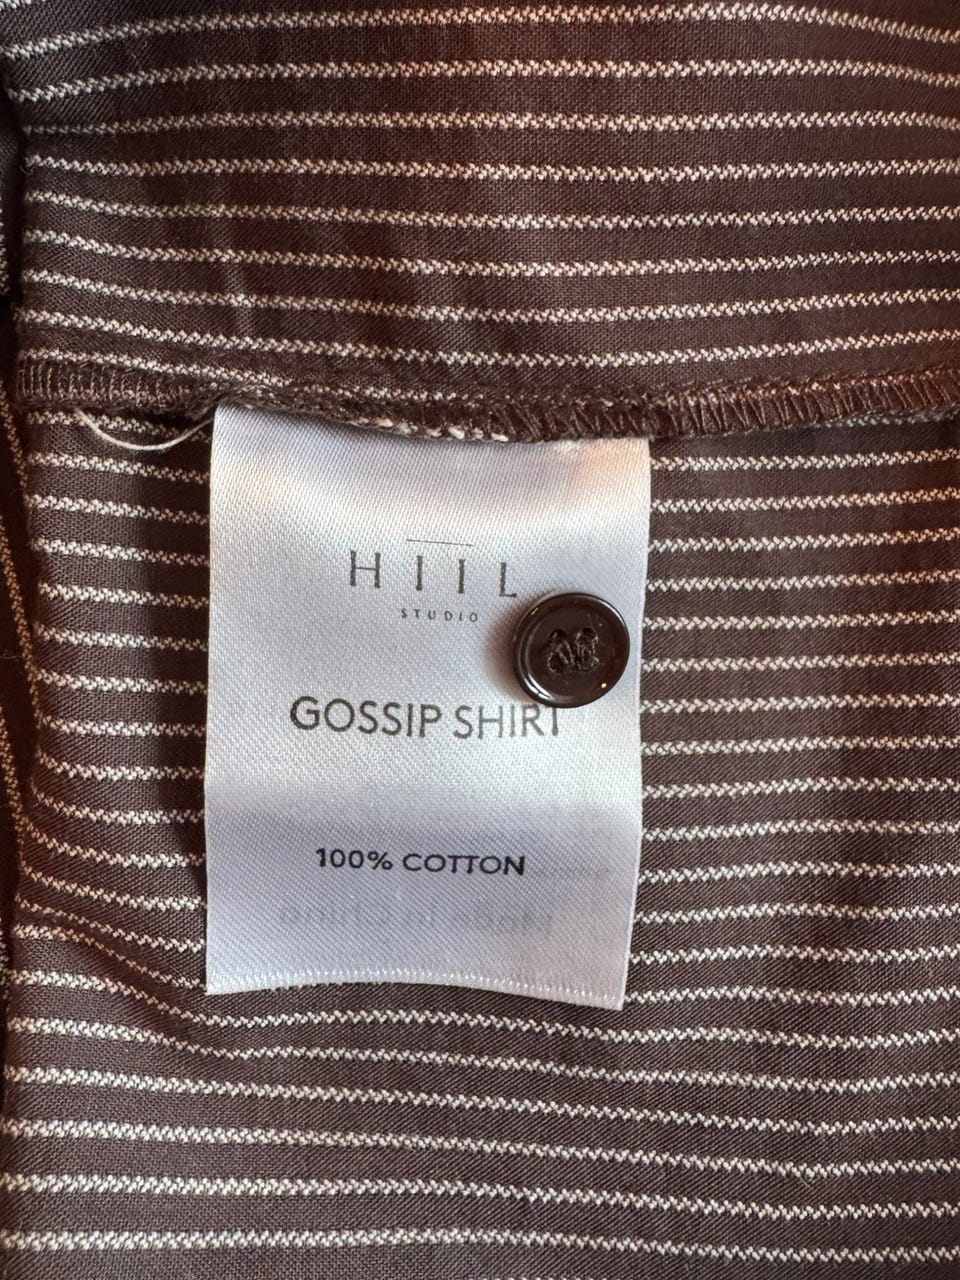 HIIL
STUDIO
GOSSIP SHIRT
100% COTTON